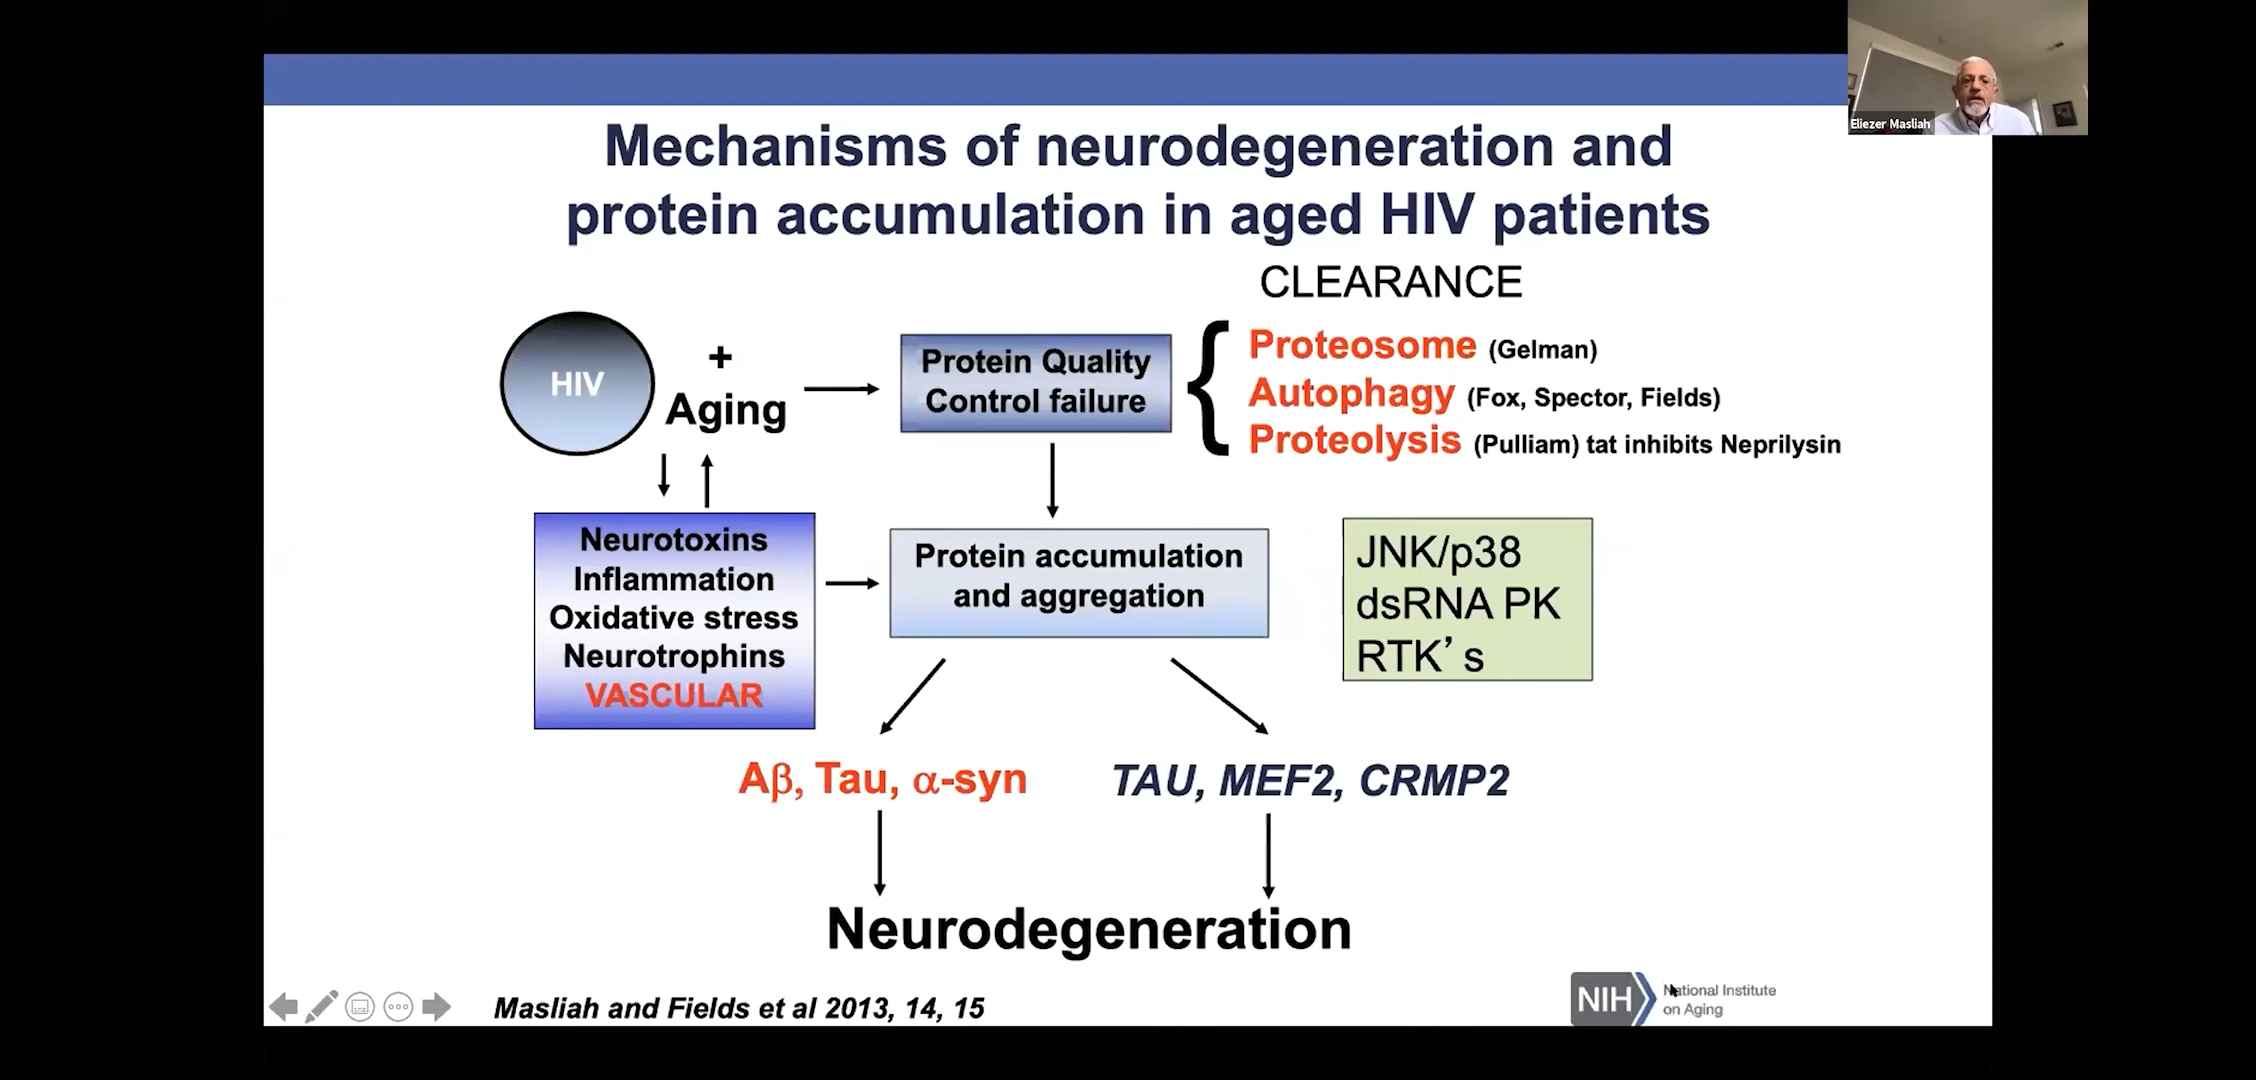 Eliezer Masliah
Mechanisms of neurodegeneration and
protein accumulation in aged HIV patients
CLEARANCE
HIV
+
Aging
Protein Quality
Control failure
{
Proteosome (Gelman)
Autophagy (Fox, Spector, Fields)
Proteolysis (Pulliam) tat inhibits Neprilysin
Neurotoxins
Inflammation
Oxidative stress
Neurotrophins
VASCULAR
Protein accumulation
and aggregation
JNK/p38
dsRNA PK
RTK’s
Aβ, Tau, α-syn
TAU, MEF2, CRMP2
Neurodegeneration
Masliah and Fields et al 2013, 14, 15
NIH
National Institute
on Aging